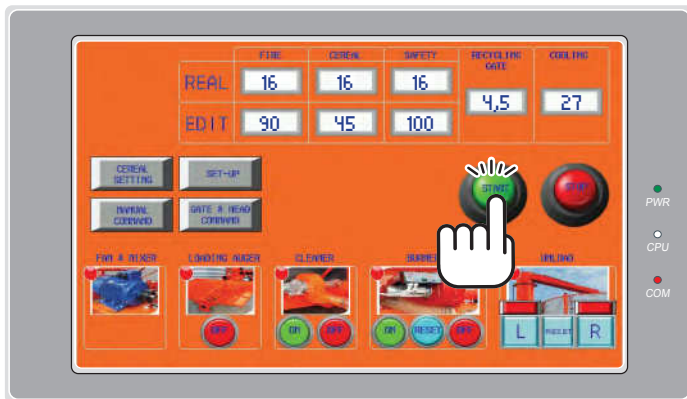 FIRE CEREAL SAFETY RECYCLING GATE COOLING
REAL 16 16 16 4,5 27
EDIT 90 45 100
CEREAL SETTING
SET-UP
START
STOP
MANUAL COMMAND
GATE & HEAD COMMAND
PWR
CPU
COM
FAN & MIXER LOADING AUGER CLEANER BURNER UNLOAD
OFF ON OFF ON RESET OFF L RESET R